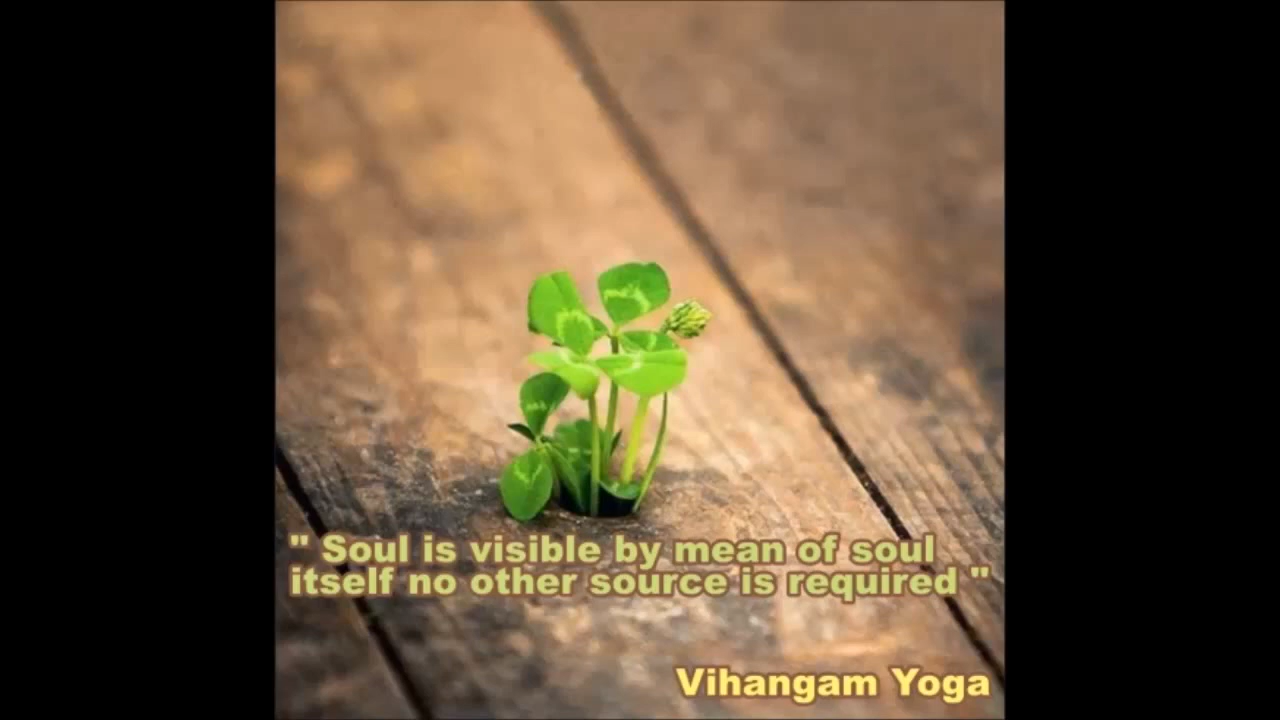 " Soul is visible by mean of soul
itself no other source is required "
Vihangam Yoga